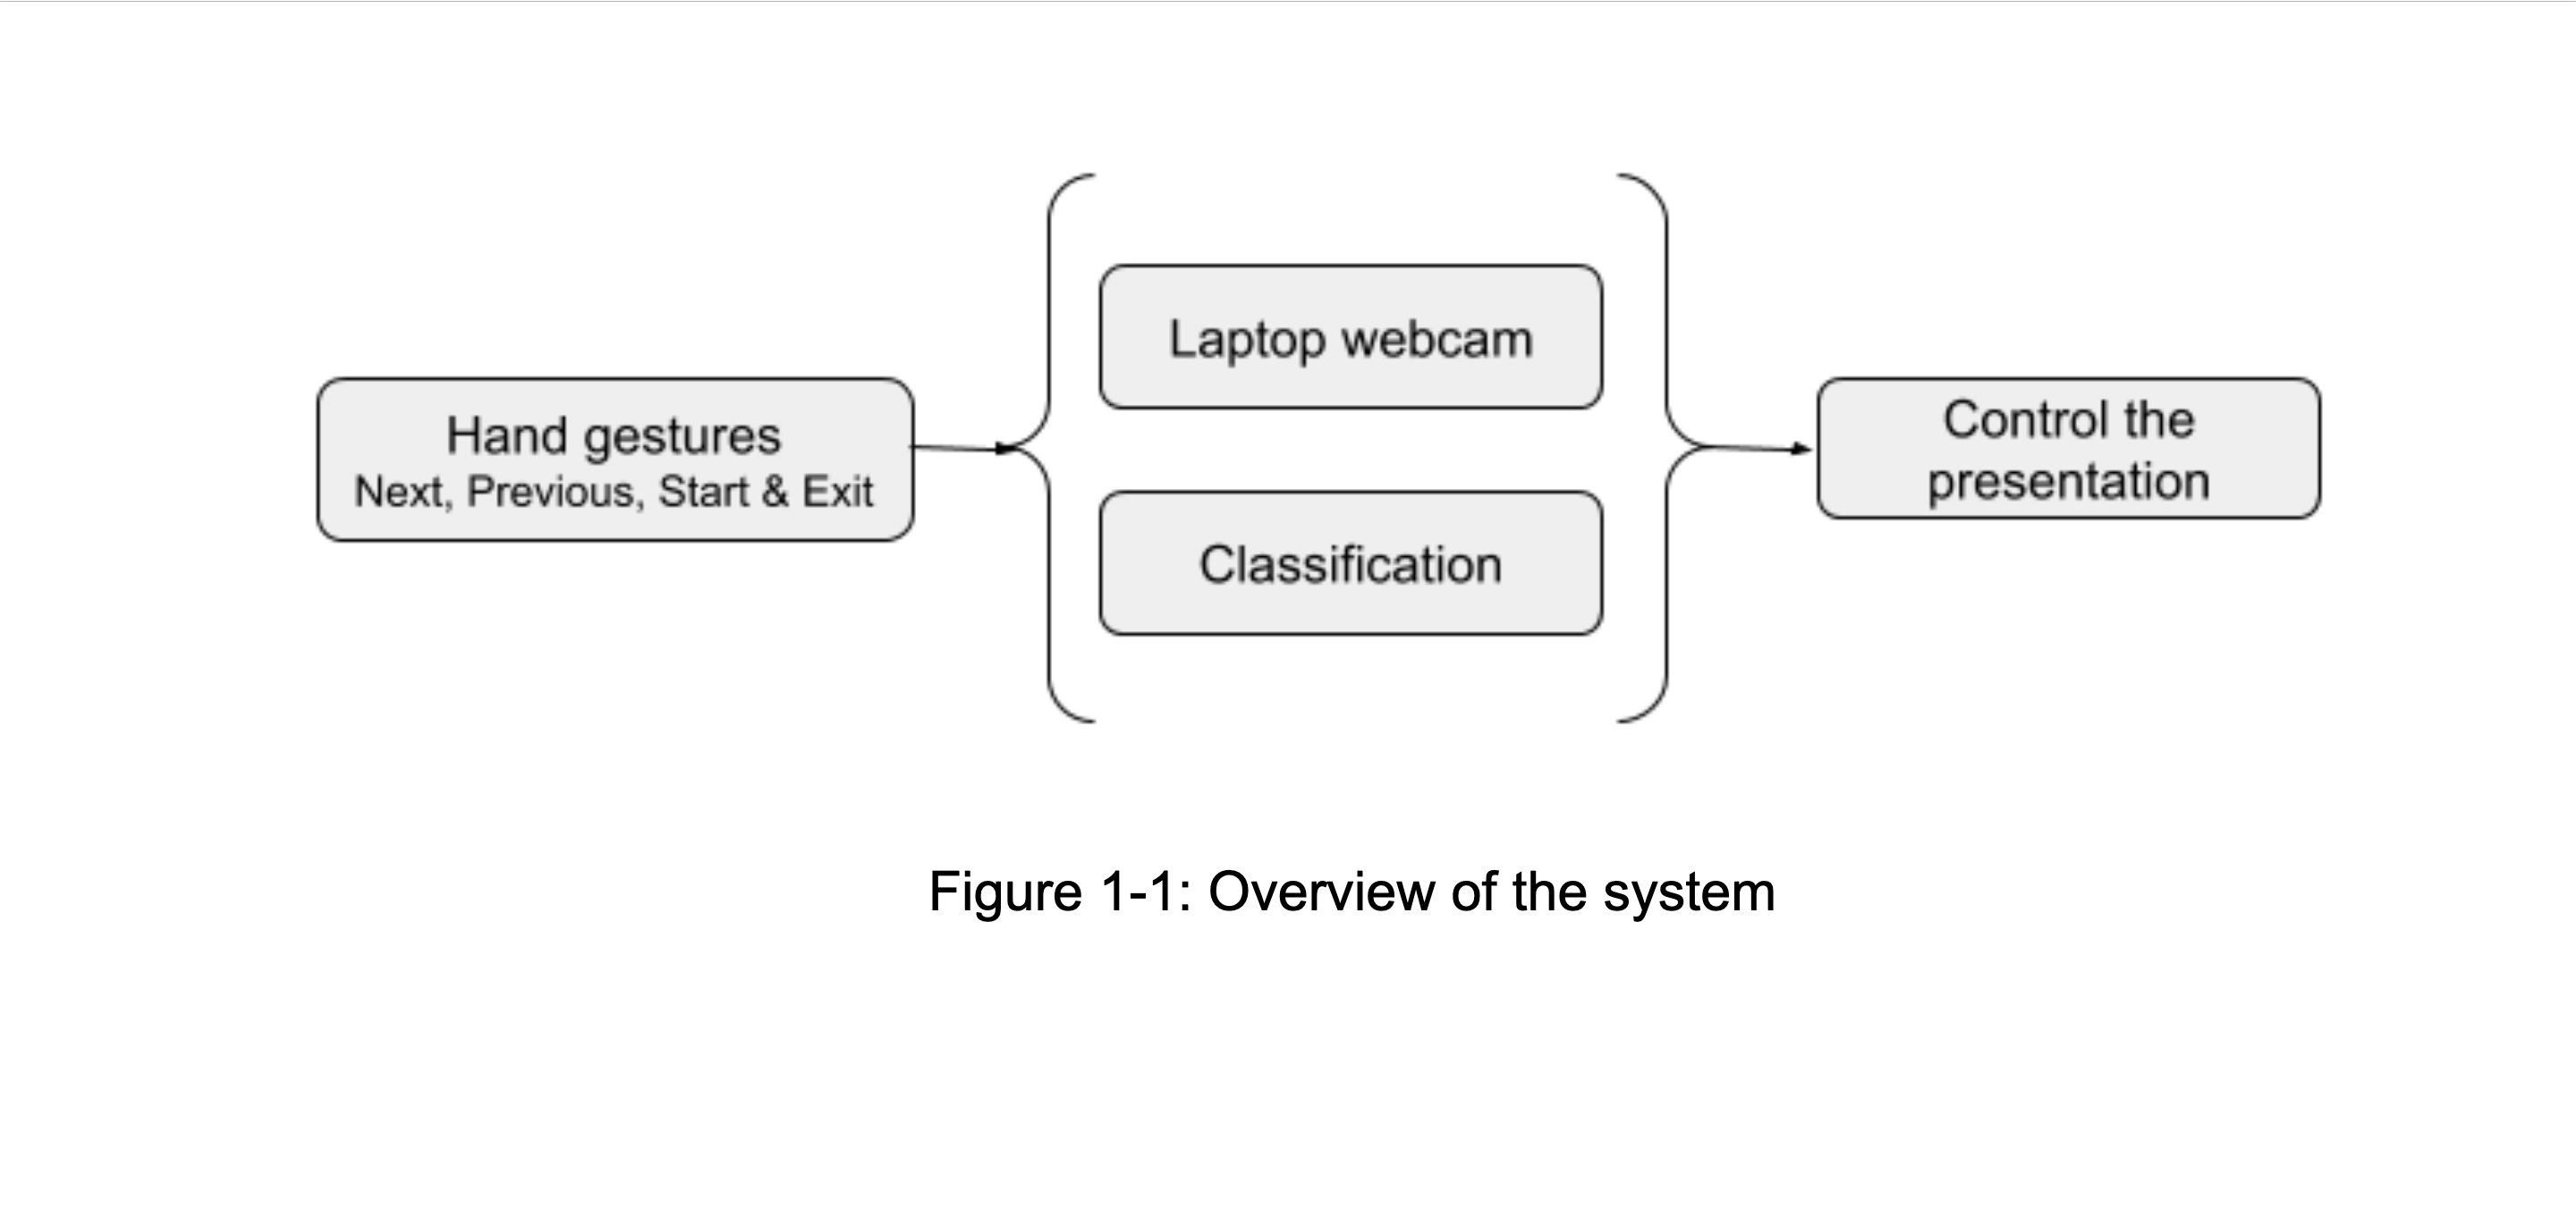 Hand gestures
Next, Previous, Start & Exit
Laptop webcam
Classification
Control the
presentation
Figure 1-1: Overview of the system